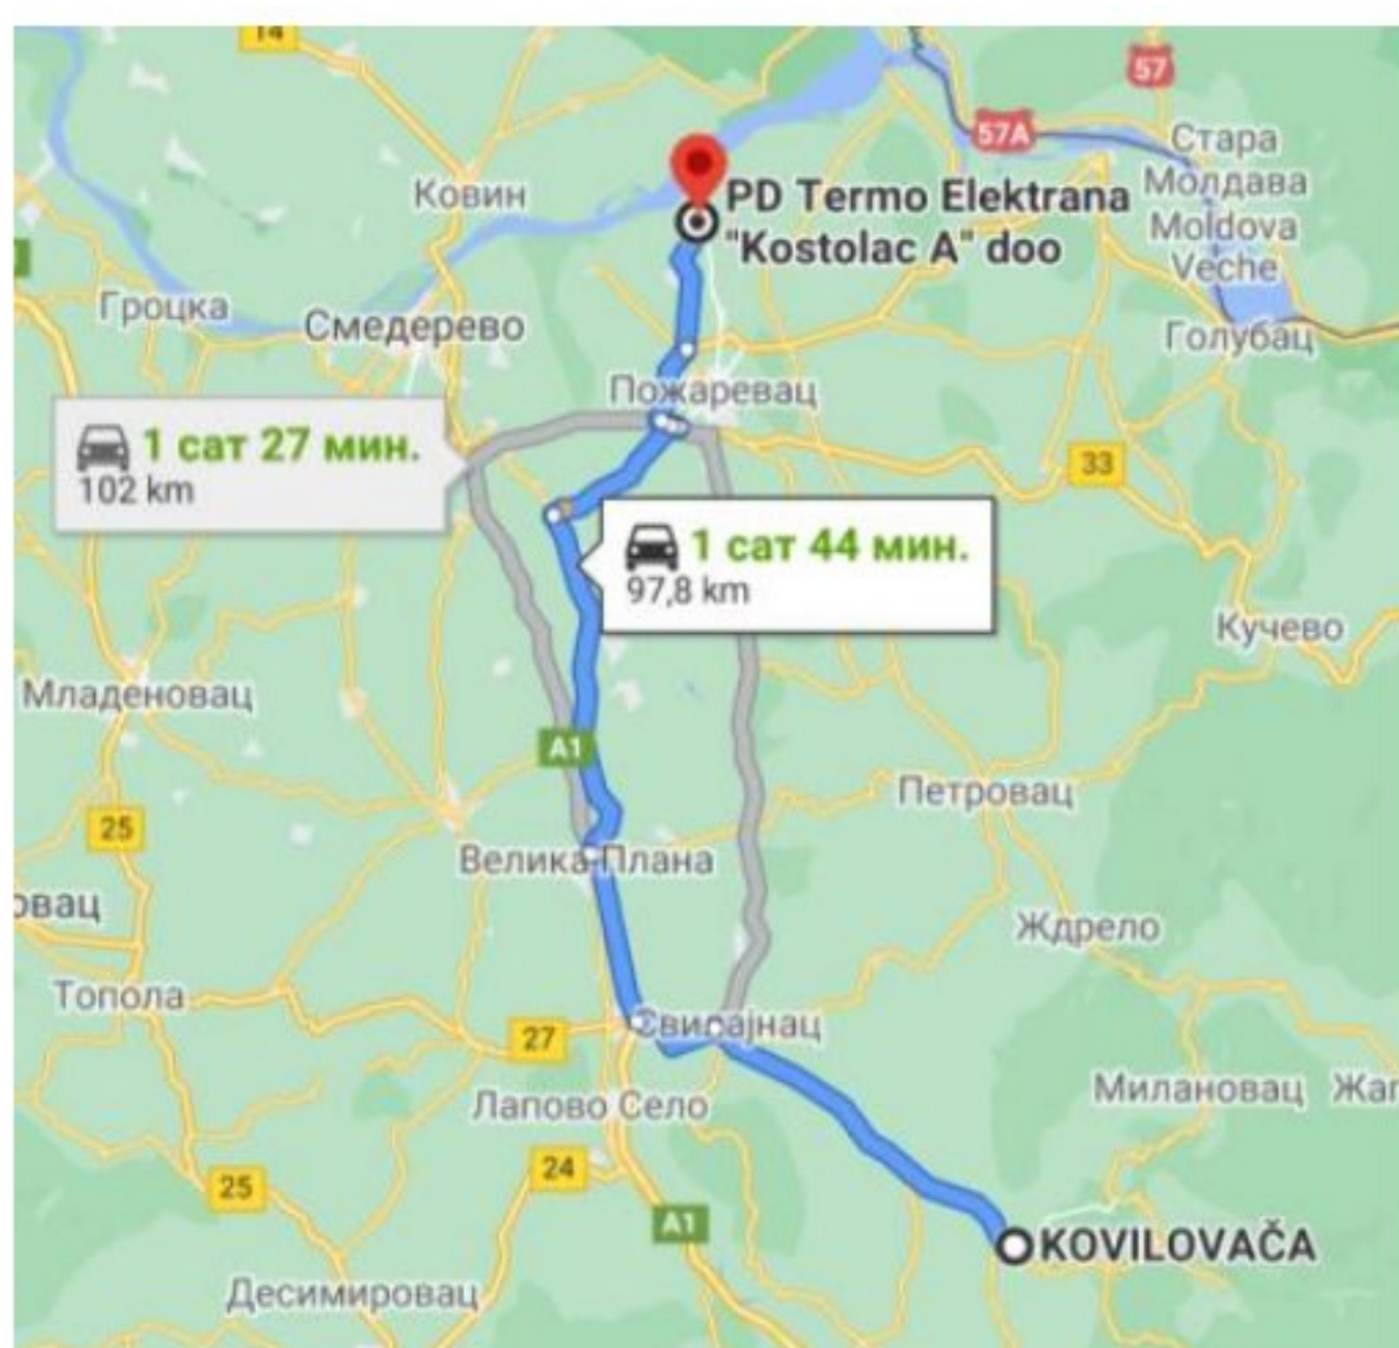 14
57
57A
Стара
Молдава
Moldova
Veche
Ковин
PD Termo Elektrana
"Kostolac A" doo
Гроцка
Смедерево
Голубац
Пожаревац
1 сат 27 мин.
102 km
33
1 сат 44 мин.
97,8 km
Кучево
Младеновац
A1
Петровац
25
Велика Плана
овац
Ждрело
Топола
Свилајнац
27
Милановац
Жаг
Лапово Село
24
25
A1
KOVILOVAČA
Десимировац